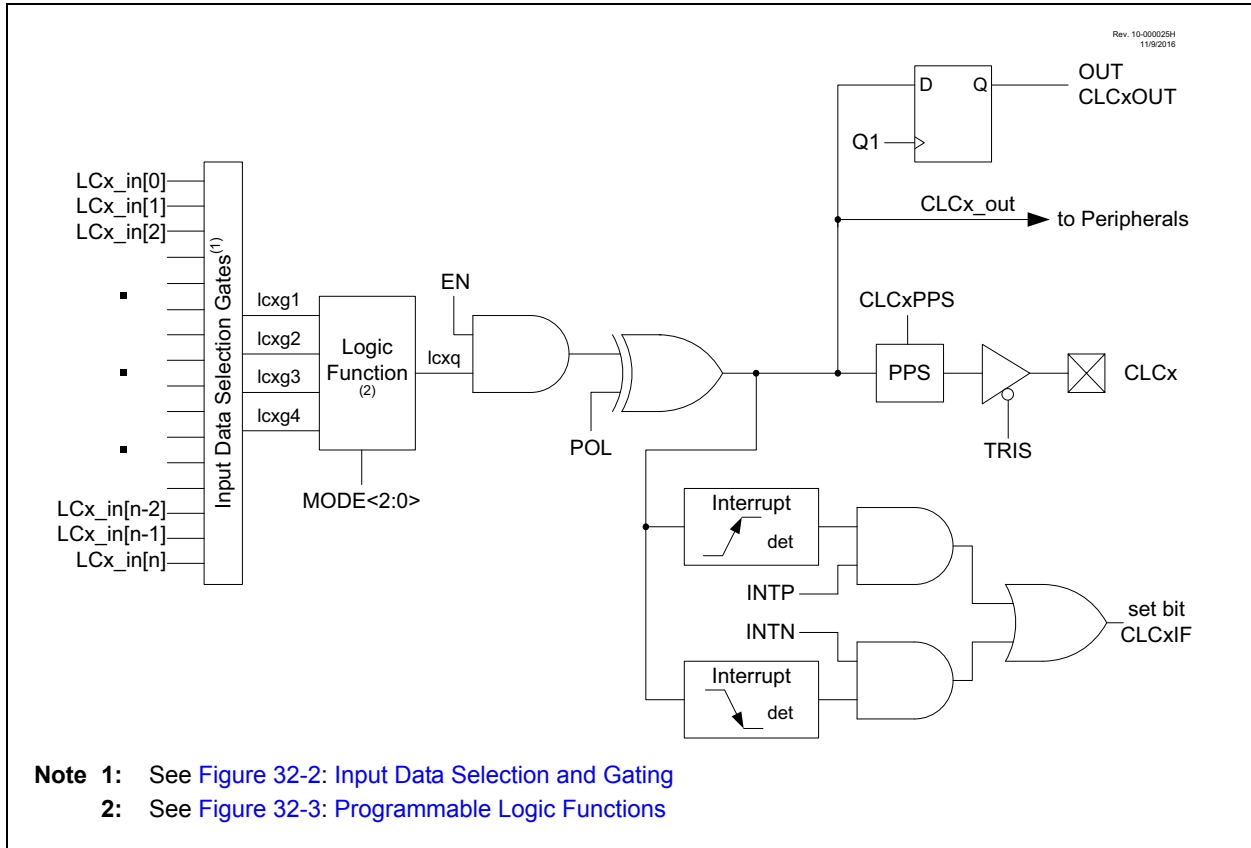 Rev. 10-000025H
11/9/2016
D Q
OUT
CLCxOUT
Q1
CLCx_out
to Peripherals
LCx_in[0]
LCx_in[1]
LCx_in[2]
LCx_in[n-2]
LCx_in[n-1]
LCx_in[n]
Input Data Selection Gates(1)
lcxg1
lcxg2
lcxg3
lcxg4
Logic
Function
(2)
MODE<2:0>
lcxq
EN
POL
CLCxPPS
PPS
TRIS
CLCx
Interrupt
det
INTP
INTN
Interrupt
det
set bit
CLCxIF
Note 1: See Figure 32-2: Input Data Selection and Gating
2: See Figure 32-3: Programmable Logic Functions